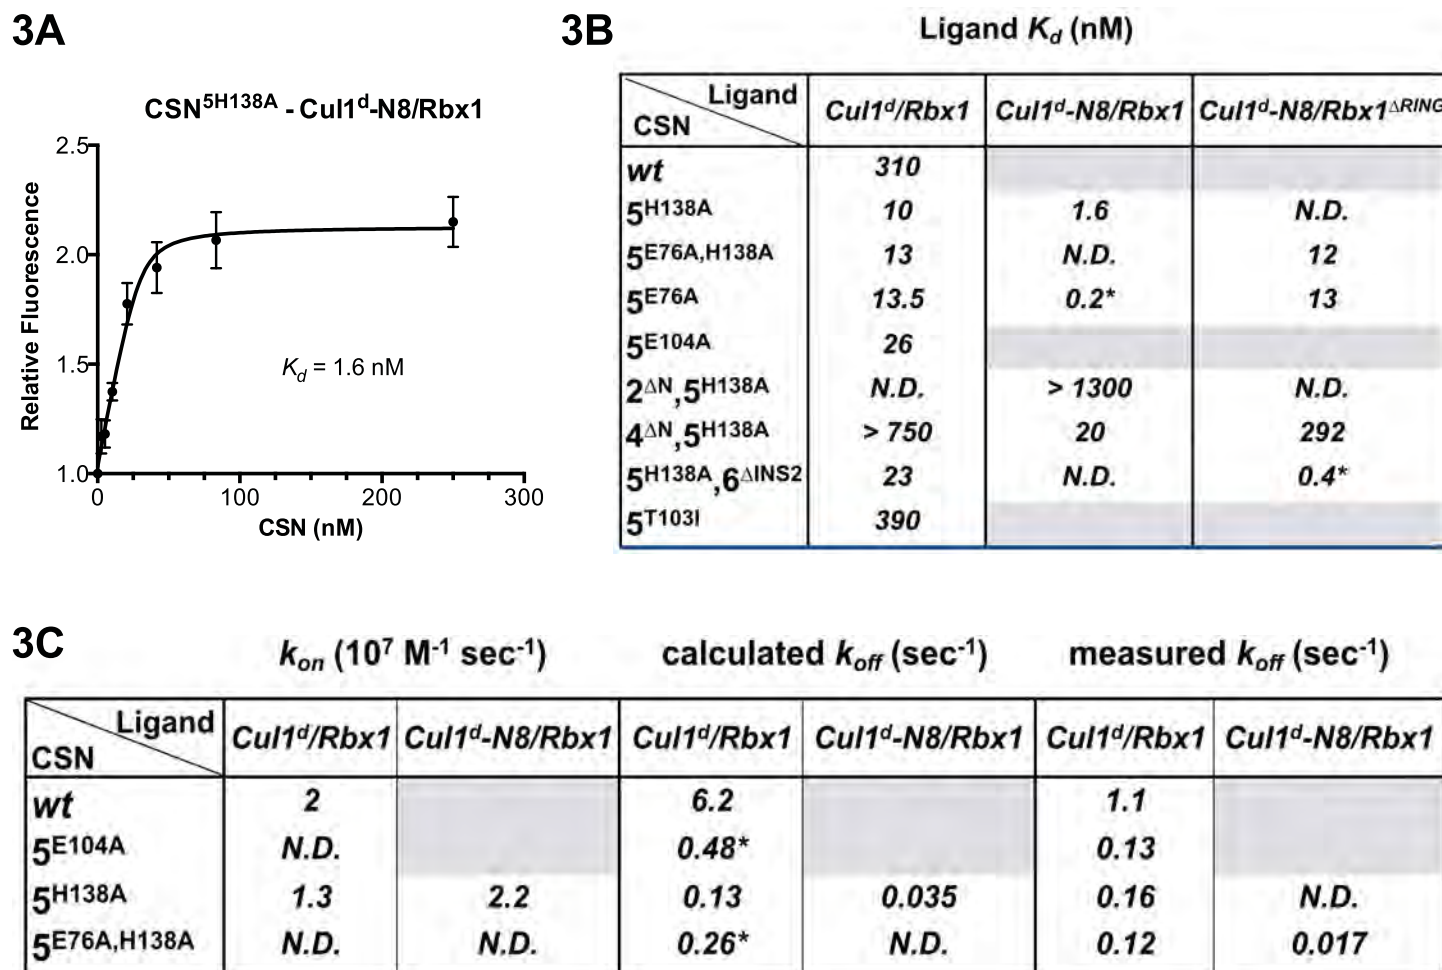 3A
CSN5H138A - Cul1d-N8/Rbx1
2.5
2.0
1.5
1.0
Relative Fluorescence
Kd = 1.6 nM
0 100 200 300
CSN (nM)
3B
Ligand Kd (nM)
Ligand
CSN
Cul1d/Rbx1 Cul1d-N8/Rbx1 Cul1d-N8/Rbx1ΔRING
wt 310
5H138A 10 1.6 N.D.
5E76A,H138A 13 N.D. 12
5E76A 13.5 0.2* 13
5E104A 26
2ΔN,5H138A N.D. > 1300 N.D.
4ΔN,5H138A > 750 20 292
5H138A,6ΔINS2 23 N.D. 0.4*
5T103I 390
3C
kon (10⁷ M⁻¹ sec⁻¹) calculated koff (sec⁻¹) measured koff (sec⁻¹)
Ligand
CSN
Cul1d/Rbx1 Cul1d-N8/Rbx1 Cul1d/Rbx1 Cul1d-N8/Rbx1 Cul1d/Rbx1 Cul1d-N8/Rbx1
wt 2 6.2 1.1
5E104A N.D. 0.48* 0.13
5H138A 1.3 2.2 0.13 0.035 0.16 N.D.
5E76A,H138A N.D. N.D. 0.26* N.D. 0.12 0.017